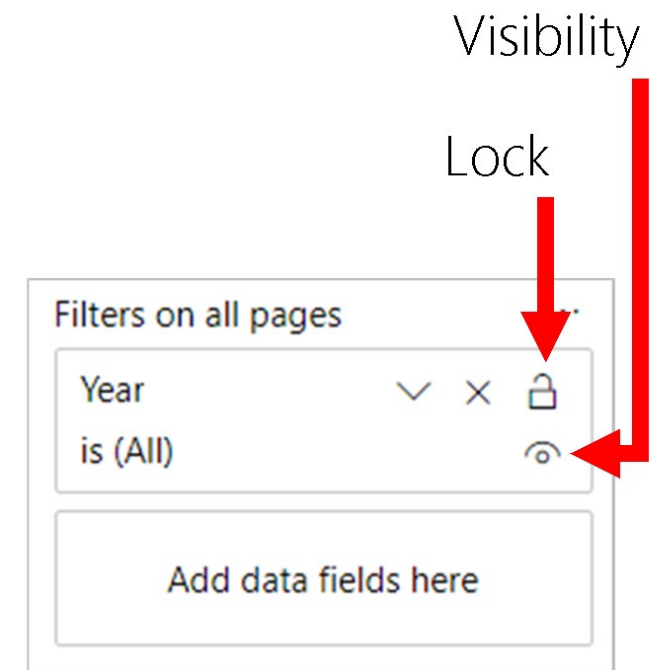 Visibility
Lock
Filters on all pages
Year
is (All)
Add data fields here